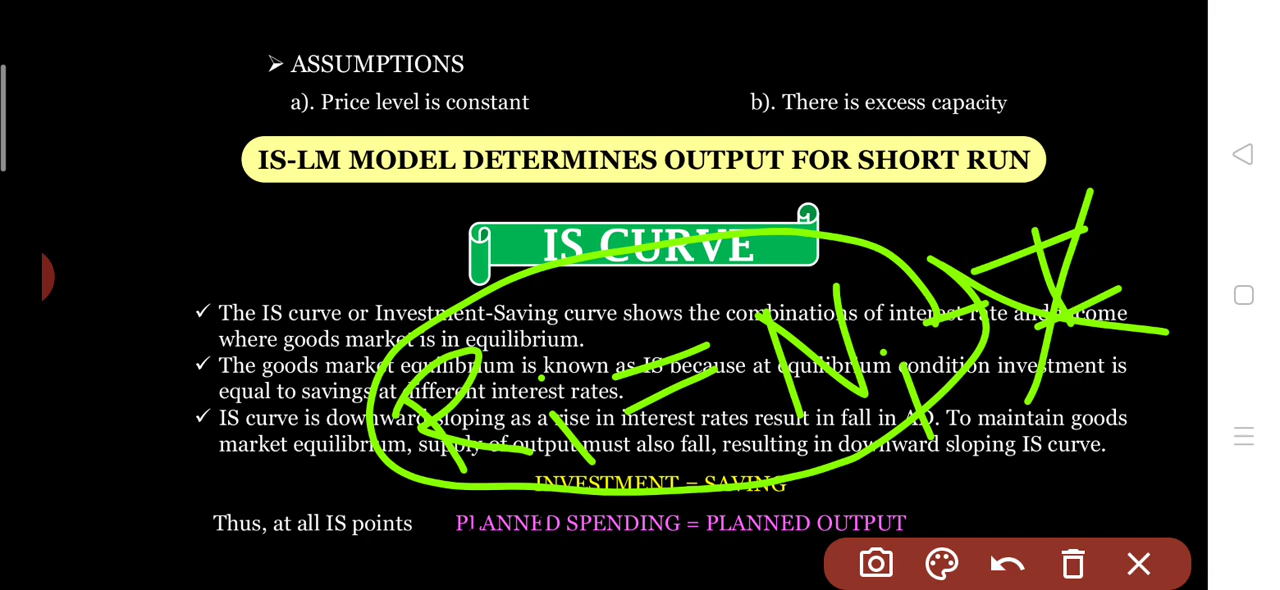 ➢ ASSUMPTIONS
a). Price level is constant b). There is excess capacity
IS-LM MODEL DETERMINES OUTPUT FOR SHORT RUN
IS CURVE
✓ The IS curve or Investment-Saving curve shows the combinations of interest rate and income
where goods market is in equilibrium.
✓ The goods market equilibrium is known as IS because at equilibrium condition investment is
equal to savings at different interest rates.
✓ IS curve is downward sloping as a rise in interest rates result in fall in AD. To maintain goods
market equilibrium, supply of output must also fall, resulting in downward sloping IS curve.
R.i = N.i
INVESTMENT = SAVING
Thus, at all IS points PLANNED SPENDING = PLANNED OUTPUT